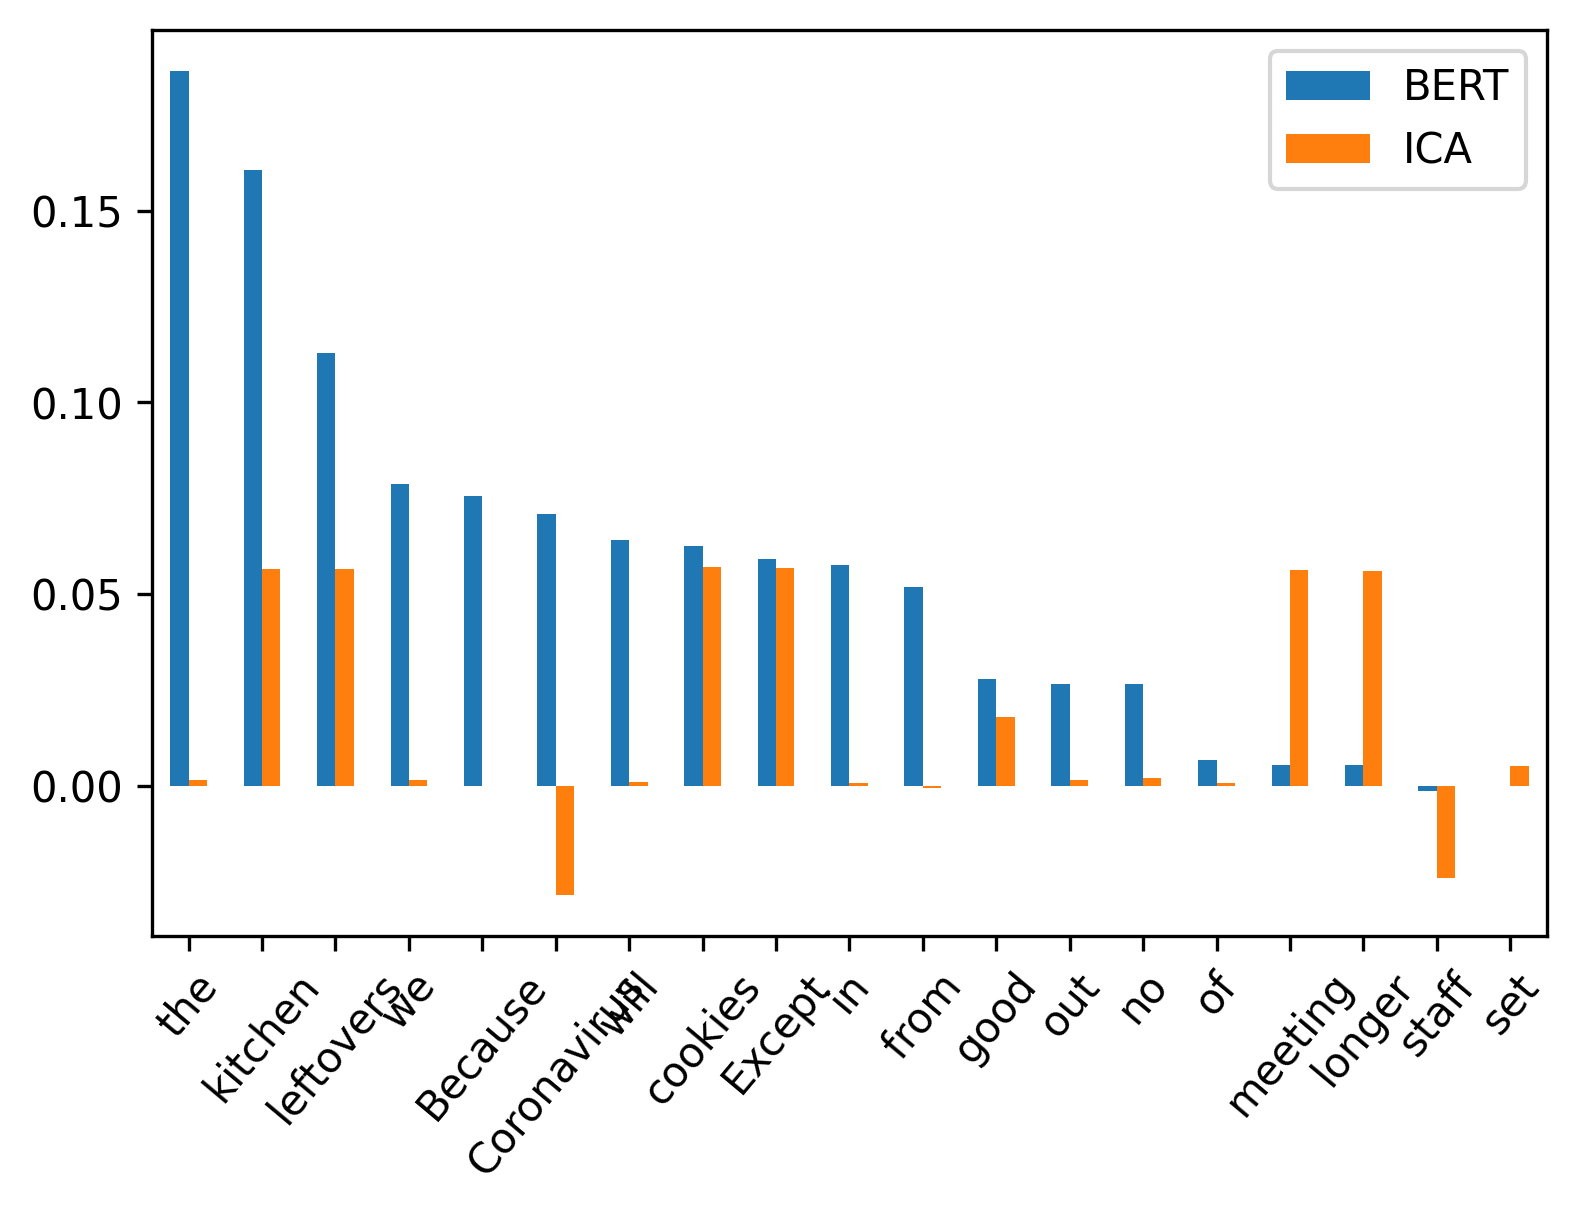 BERT
ICA
0.15
0.10
0.05
0.00
the
kitchen
leftovers
we
Because
Coronavirus
will
cookies
Except
in
from
good
out
no
of
meeting
longer
staff
set